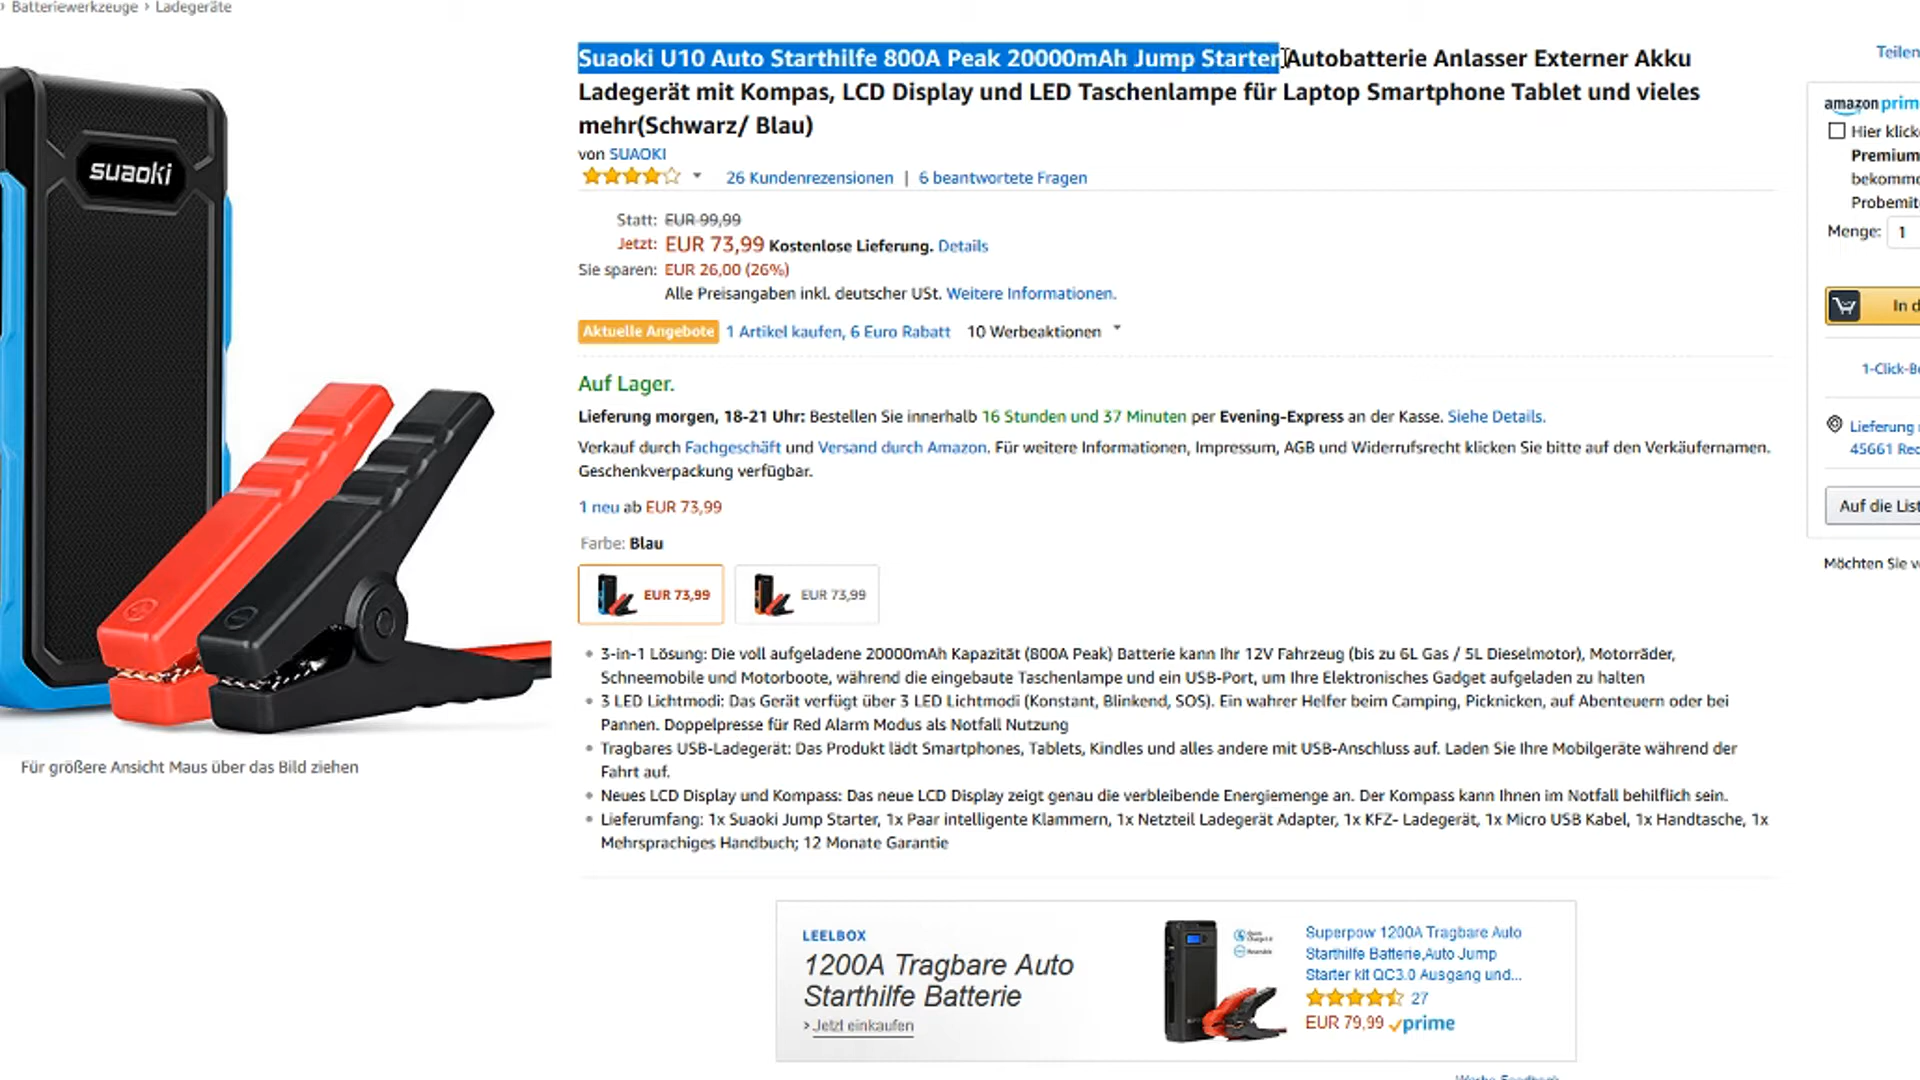 › Batteriewerkzeuge › Ladegeräte
suaoki
Für größere Ansicht Maus über das Bild ziehen
Suaoki U10 Auto Starthilfe 800A Peak 20000mAh Jump Starter Autobatterie Anlasser Externer Akku
Ladegerät mit Kompas, LCD Display und LED Taschenlampe für Laptop Smartphone Tablet und vieles
mehr(Schwarz/ Blau)
von SUAOKI
26 Kundenrezensionen | 6 beantwortete Fragen
Statt: EUR 99,99
Jetzt: EUR 73,99 Kostenlose Lieferung. Details
Sie sparen: EUR 26,00 (26%)
Alle Preisangaben inkl. deutscher USt. Weitere Informationen.
Aktuelle Angebote 1 Artikel kaufen, 6 Euro Rabatt 10 Werbeaktionen
Auf Lager.
Lieferung morgen, 18-21 Uhr: Bestellen Sie innerhalb 16 Stunden und 37 Minuten per Evening-Express an der Kasse. Siehe Details.
Verkauf durch Fachgeschäft und Versand durch Amazon. Für weitere Informationen, Impressum, AGB und Widerrufsrecht klicken Sie bitte auf den Verkäufernamen.
Geschenkverpackung verfügbar.
1 neu ab EUR 73,99
Farbe: Blau
EUR 73,99 EUR 73,99
• 3-in-1 Lösung: Die voll aufgeladene 20000mAh Kapazität (800A Peak) Batterie kann Ihr 12V Fahrzeug (bis zu 6L Gas / 5L Dieselmotor), Motorräder,
Schneemobile und Motorboote, während die eingebaute Taschenlampe und ein USB-Port, um Ihre Elektronisches Gadget aufgeladen zu halten
• 3 LED Lichtmodi: Das Gerät verfügt über 3 LED Lichtmodi (Konstant, Blinkend, SOS). Ein wahrer Helfer beim Camping, Picknicken, auf Abenteuern oder bei
Pannen. Doppelpresse für Red Alarm Modus als Notfall Nutzung
• Tragbares USB-Ladegerät: Das Produkt lädt Smartphones, Tablets, Kindles und alles andere mit USB-Anschluss auf. Laden Sie Ihre Mobilgeräte während der
Fahrt auf.
• Neues LCD Display und Kompass: Das neue LCD Display zeigt genau die verbleibende Energiemenge an. Der Kompass kann Ihnen im Notfall behilflich sein.
• Lieferumfang: 1x Suaoki Jump Starter, 1x Paar intelligente Klammern, 1x Netzteil Ladegerät Adapter, 1x KFZ- Ladegerät, 1x Micro USB Kabel, 1x Handtasche, 1x
Mehrsprachiges Handbuch; 12 Monate Garantie
LEELBOX
1200A Tragbare Auto
Starthilfe Batterie
› Jetzt einkaufen
Superpow 1200A Tragbare Auto
Starthilfe Batterie,Auto Jump
Starter kit QC3.0 Ausgang und...
27
EUR 79,99 prime
Teilen
amazon prim
Hier klick
Premium
bekomm
Probemit
Menge: 1
In d
1-Click-Be
Lieferung
45661 Rec
Auf die List
Möchten Sie v